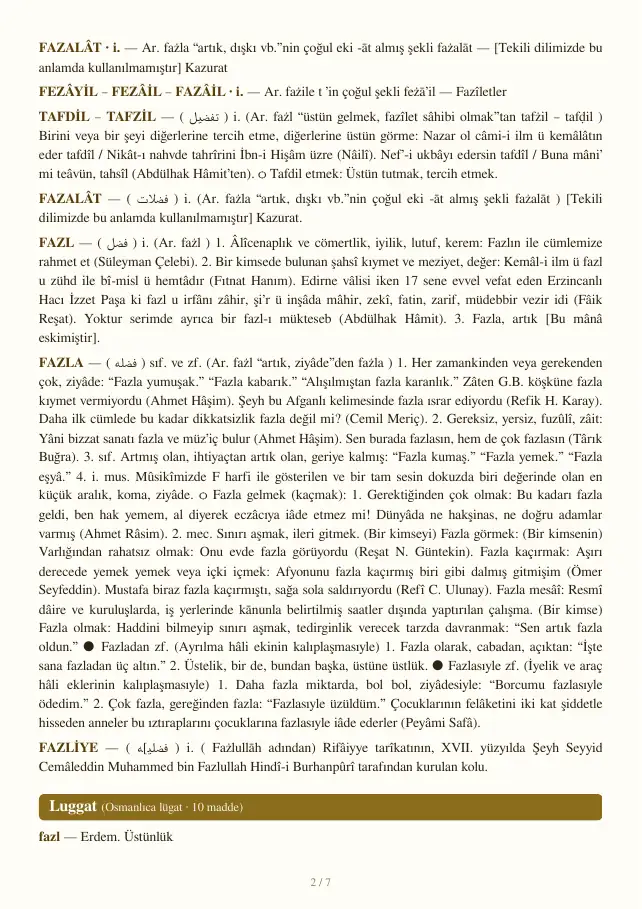 FAZALÂT · i. — Ar. fażla “artık, dışkı vb.”nin çoğul eki -āt almış şekli fażalāt — [Tekili dilimizde bu
anlamda kullanılmamıştır] Kazurat
FEZÂYİL – FEZÂİL – FAZÂİL · i. — Ar. fażіle t ’in çoğul şekli feżā’il — Fazîletler
TAFDİL – TAFZİL — ( تفضيل ) i. (Ar. fażl “üstün gelmek, fazîlet sâhibi olmak”tan tafżіl – tafḍіl )
Birini veya bir şeyi diğerlerine tercih etme, diğerlerine üstün görme: Nazar ol câmi-i ilm ü kemâlâtın
eder tafdîl / Nikât-ı nahvde tahrîrini İbn-i Hişâm üzre (Nâilî). Nef’-i ukbâyı edersin tafdîl / Buna mâni’
mi teâvün, tahsîl (Abdülhak Hâmit’ten). ѻ Tafdil etmek: Üstün tutmak, tercih etmek.
FAZALÂT — ( فضلات ) i. (Ar. fażla “artık, dışkı vb.”nin çoğul eki -āt almış şekli fażalāt ) [Tekili
dilimizde bu anlamda kullanılmamıştır] Kazurat.
FAZL — ( فضل ) i. (Ar. fażl ) 1. Âlîcenaplık ve cömertlik, iyilik, lutuf, kerem: Fazlın ile cümlemize
rahmet et (Süleyman Çelebi). 2. Bir kimsede bulunan şahsî kıymet ve meziyet, değer: Kemâl-i ilm ü fazl
u zühd ile bî-misl ü hemtâdır (Fıtnat Hanım). Edirne vâlisi iken 17 sene evvel vefat eden Erzincanlı
Hacı İzzet Paşa ki fazl u irfânı zâhir, şi’r ü inşâda mâhir, zekî, fatin, zarif, müdebbir vezir idi (Fâik
Reşat). Yoktur serimde ayrıca bir fazl-ı mükteseb (Abdülhak Hâmit). 3. Fazla, artık [Bu mânâ
eskimiştir].
FAZLA — ( فضله ) sıf. ve zf. (Ar. fażl “artık, ziyâde”den fażla ) 1. Her zamankinden veya gerekenden
çok, ziyâde: “Fazla yumuşak.” “Fazla kabarık.” “Alışılmıştan fazla karanlık.” Zâten G.B. köşküne fazla
kıymet vermiyordu (Ahmet Hâşim). Şeyh bu Afganlı kelimesinde fazla ısrar ediyordu (Refik H. Karay).
Daha ilk cümlede bu kadar dikkatsizlik fazla değil mi? (Cemil Meriç). 2. Gereksiz, yersiz, fuzûlî, zâit:
Yâni bizzat sanatı fazla ve müz’iç bulur (Ahmet Hâşim). Sen burada fazlasın, hem de çok fazlasın (Târık
Buğra). 3. sıf. Artmış olan, ihtiyaçtan artık olan, geriye kalmış: “Fazla kumaş.” “Fazla yemek.” “Fazla
eşyâ.” 4. i. mus. Mûsikîmizde F harfi ile gösterilen ve bir tam sesin dokuzda biri değerinde olan en
küçük aralık, koma, ziyâde. ѻ Fazla gelmek (kaçmak): 1. Gerektiğinden çok olmak: Bu kadarı fazla
geldi, ben hak yemem, al diyerek eczâcıya iâde etmez mi! Dünyâda ne hakşinas, ne doğru adamlar
varmış (Ahmet Râsim). 2. mec. Sınırı aşmak, ileri gitmek. (Bir kimseyi) Fazla görmek: (Bir kimsenin)
Varlığından rahatsız olmak: Onu evde fazla görüyordu (Reşat N. Güntekin). Fazla kaçırmak: Aşırı
derecede yemek yemek veya içki içmek: Afyonunu fazla kaçırmış biri gibi dalmış gitmişim (Ömer
Seyfeddin). Mustafa biraz fazla kaçırmıştı, sağa sola saldırıyordu (Refî C. Ulunay). Fazla mesâî: Resmî
dâire ve kuruluşlarda, iş yerlerinde kānunla belirtilmiş saatler dışında yaptırılan çalışma. (Bir kimse)
Fazla olmak: Haddini bilmeyip sınırı aşmak, tedirginlik verecek tarzda davranmak: “Sen artık fazla
oldun.” ● Fazladan zf. (Ayrılma hâli ekinin kalıplaşmasıyle) 1. Fazla olarak, cabadan, açıktan: “İşte
sana fazladan üç altın.” 2. Üstelik, bir de, bundan başka, üstüne üstlük. ● Fazlasıyle zf. (İyelik ve araç
hâli eklerinin kalıplaşmasıyle) 1. Daha fazla miktarda, bol bol, ziyâdesiyle: “Borcumu fazlasıyle
ödedim.” 2. Çok fazla, gereğinden fazla: “Fazlasıyle üzüldüm.” Çocuklarının felâketini iki kat şiddetle
hisseden anneler bu ıztıraplarını çocuklarına fazlasıyle iâde ederler (Peyâmi Safâ).
FAZLİYE — ( فضليه ) i. ( Fażlullāh adından) Rifâiyye tarîkatının, XVII. yüzyılda Şeyh Seyyid
Cemâleddin Muhammed bin Fazlullah Hindî-i Burhanpûrî tarafından kurulan kolu.
Luggat (Osmanlıca lügat · 10 madde)
fazl — Erdem. Üstünlük
2 / 7